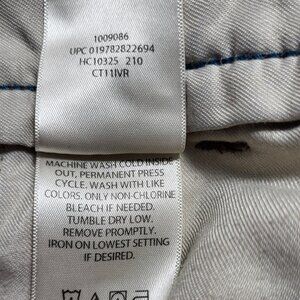 1009086
UPC 019782822694
HC10325 210
CT11IVR
MACHINE WASH COLD INSIDE
OUT, PERMANENT PRESS
CYCLE. WASH WITH LIKE
COLORS. ONLY NON-CHLORINE
BLEACH IF NEEDED.
TUMBLE DRY LOW.
REMOVE PROMPTLY.
IRON ON LOWEST SETTING
IF DESIRED.